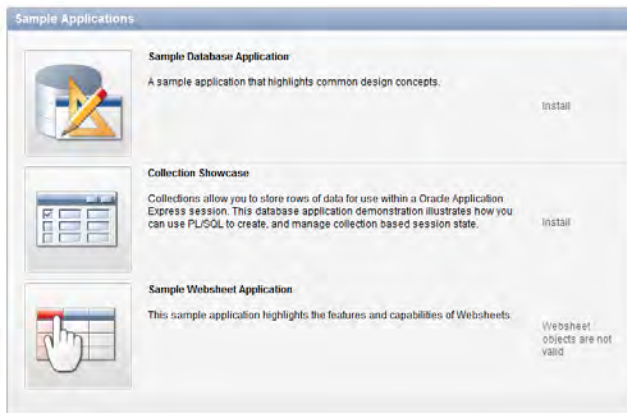 Sample Applications
Sample Database Application
A sample application that highlights common design concepts.
Install
Collection Showcase
Collections allow you to store rows of data for use within a Oracle Application
Express session. This database application demonstration illustrates how you
can use PL/SQL to create, and manage collection based session state.
Install
Sample Websheet Application
This sample application highlights the features and capabilities of Websheets.
Websheet
objects are not
valid